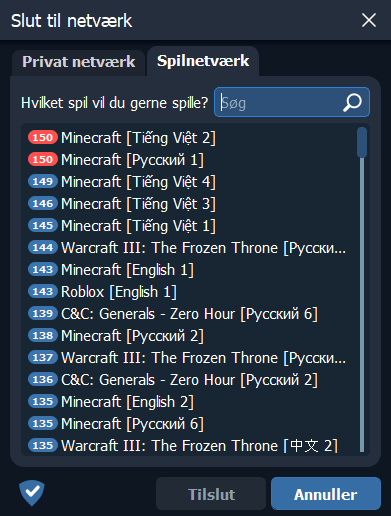 Slut til netværk
Privat netværk Spilnetværk
Hvilket spil vil du gerne spille? Søg
150 Minecraft [Tiếng Việt 2]
150 Minecraft [Русский 1]
149 Minecraft [Tiếng Việt 4]
146 Minecraft [Tiếng Việt 3]
145 Minecraft [Tiếng Việt 1]
144 Warcraft III: The Frozen Throne [Русски...
143 Minecraft [English 1]
143 Roblox [English 1]
139 C&C: Generals - Zero Hour [Русский 6]
138 Minecraft [Русский 2]
137 Warcraft III: The Frozen Throne [Русски...
136 C&C: Generals - Zero Hour [Русский 2]
135 Minecraft [English 2]
135 Minecraft [Русский 6]
135 Warcraft III: The Frozen Throne [中文 2]
Tilslut Annuller